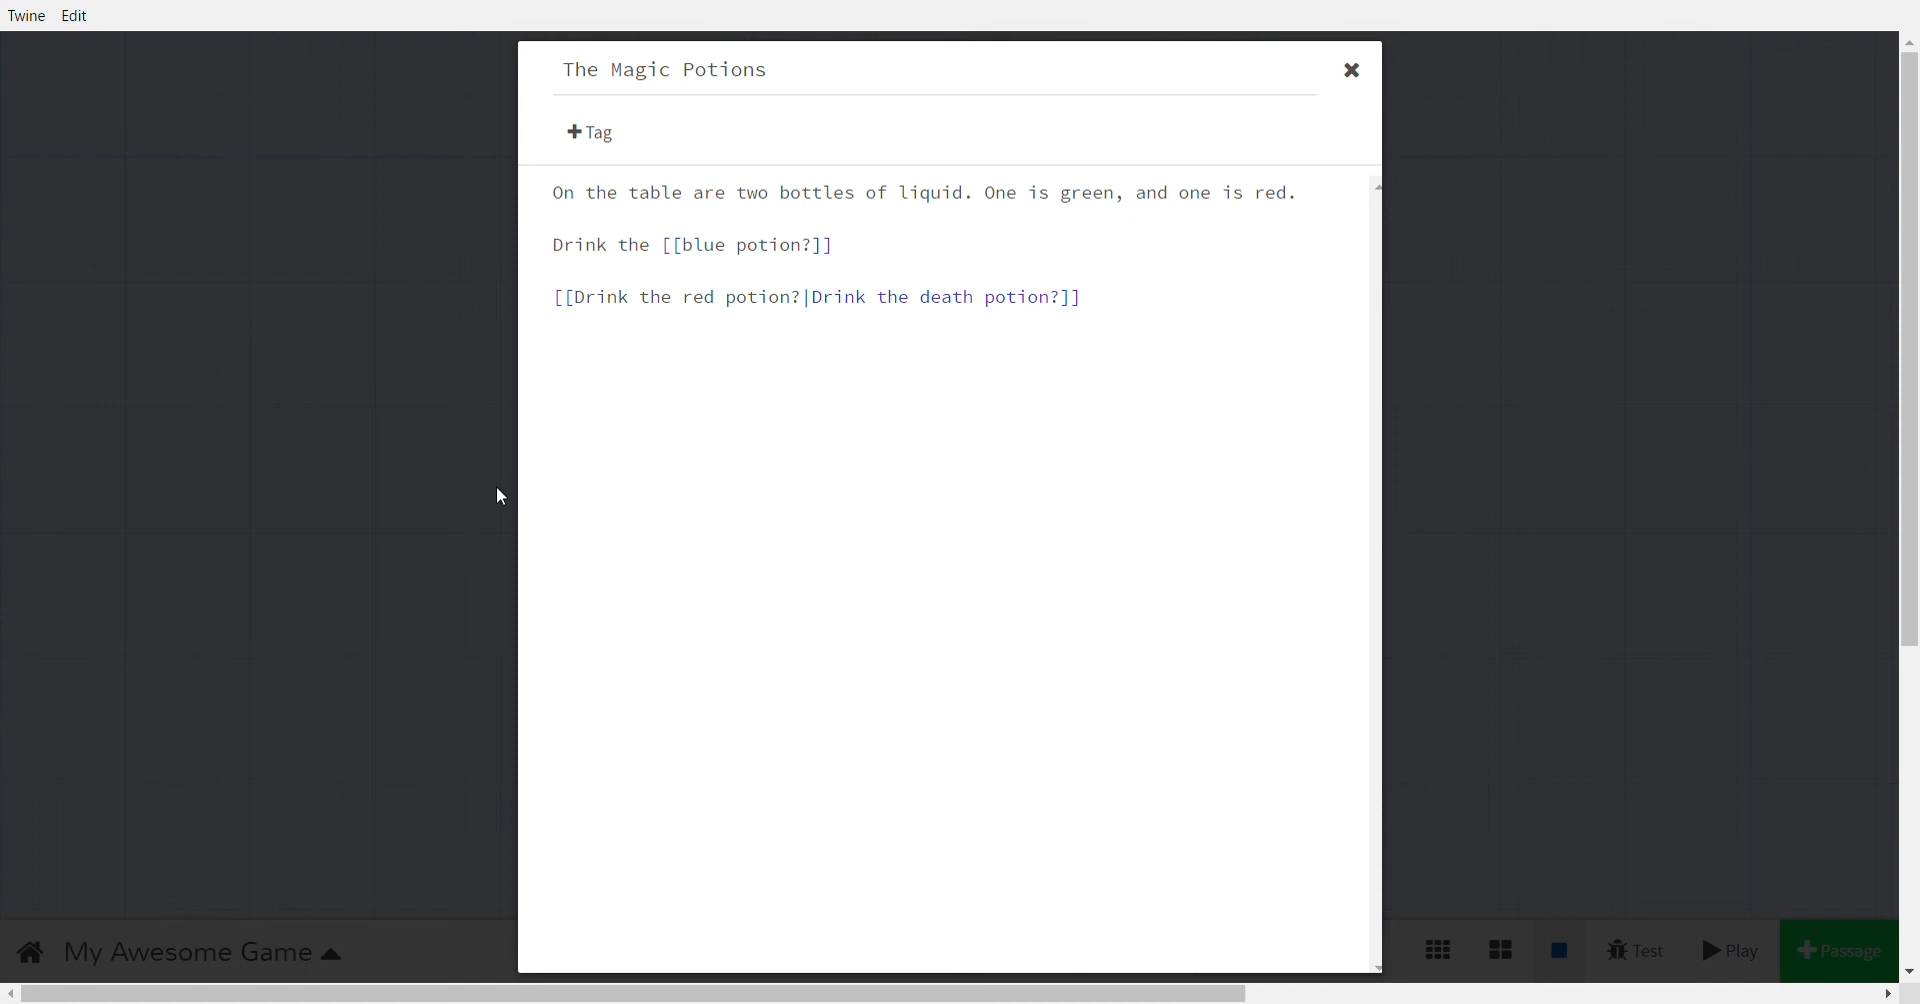 Twine Edit
The Magic Potions
Tag
On the table are two bottles of liquid. One is green, and one is red.
Drink the [[blue potion?]]
[[Drink the red potion?|Drink the death potion?]]
My Awesome Game
Test
Play
Passage